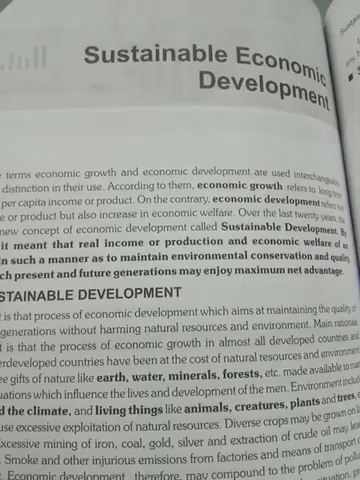 Sustainable Economic
Development
terms economic growth and economic development are used interchangeably
distinction in their use. According to them, economic growth refers to long term
per capita income or product. On the contrary, economic development refers
e or product but also increase in economic welfare. Over the last twenty years, the
new concept of economic development called Sustainable Development. By
it meant that real income or production and economic welfare of an
in such a manner as to maintain environmental conservation and quality
ch present and future generations may enjoy maximum net advantage.
STAINABLE DEVELOPMENT
t is that process of economic development which aims at maintaining the quality of
generations without harming natural resources and environment. Main rationale
t is that the process of economic growth in almost all developed countries and
erdeveloped countries have been at the cost of natural resources and environment
ee gifts of nature like earth, water, minerals, forests, etc. made available to man
uations which influence the lives and development of the men. Environment includ
d the climate, and living things like animals, creatures, plants and trees,
use excessive exploitation of natural resources. Diverse crops may be grown on
xcessive mining of iron, coal, gold, silver and extraction of crude oil may lea
. Smoke and other injurious emissions from factories and means of transport
t. Economic development, therefore, may compound to the problem of pollu